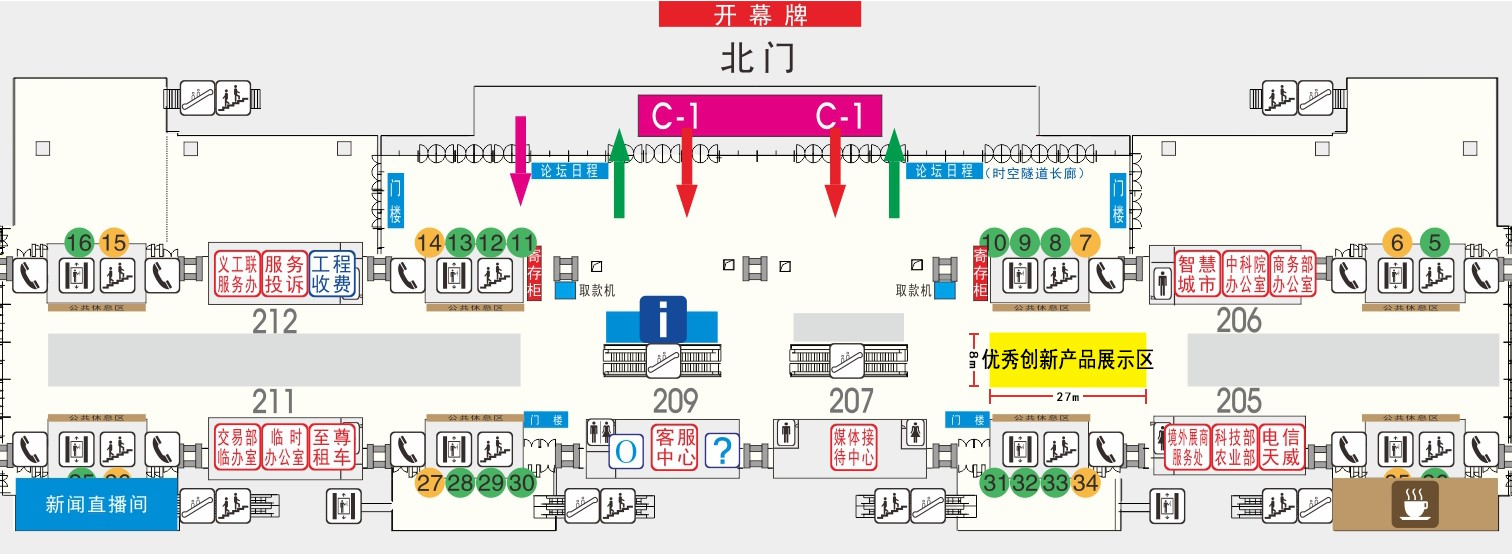 开幕牌
北门
C-1
C-1
论坛日程
论坛日程
(时空隧道长廊)
门楼
门楼
16
15
14
13
12
11
10
9
8
7
6
5
义工联
服务办
服务
投诉
工程
收费
寄存柜
寄存柜
智慧
城市
中科院
办公室
商务部
办公室
取款机
取款机
公共休息区
公共休息区
公共休息区
公共休息区
212
i
206
8m
优秀创新产品展示区
27m
211
209
207
205
公共休息区
公共休息区
公共休息区
公共休息区
门楼
门楼
交易部
临办室
临时
办公室
至尊
租车
O
客服
中心
?
媒体接
待中心
境外展商
服务处
科技部
农业部
电信
天威
27
28
29
30
31
32
33
34
新闻直播间